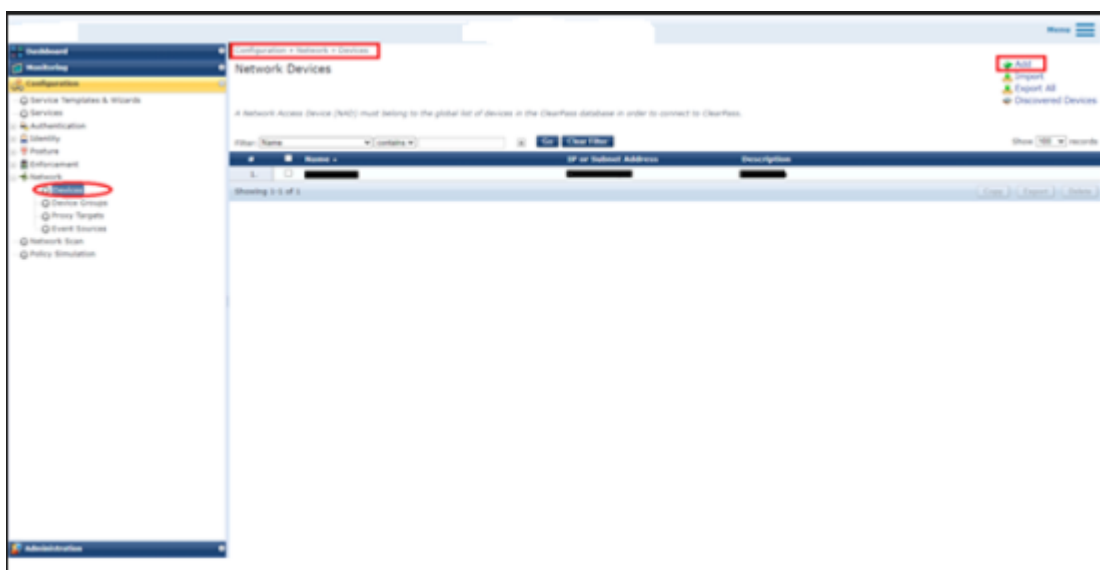 Menu
Dashboard
Monitoring
Configuration
Service Templates & Wizards
Services
Authentication
Identity
Posture
Enforcement
Network
Devices
Device Groups
Proxy Targets
Event Sources
Network Scan
Policy Simulation
Administration
Configuration » Network » Devices
Network Devices
Add
Import
Export All
Discovered Devices
A Network Access Device (NAD) must belong to the global list of devices in the ClearPass database in order to connect to ClearPass.
Filter: Name contains Go Clear Filter Show 100 records
# Name IP or Subnet Address Description
1.
Showing 1-1 of 1 Copy Export Delete